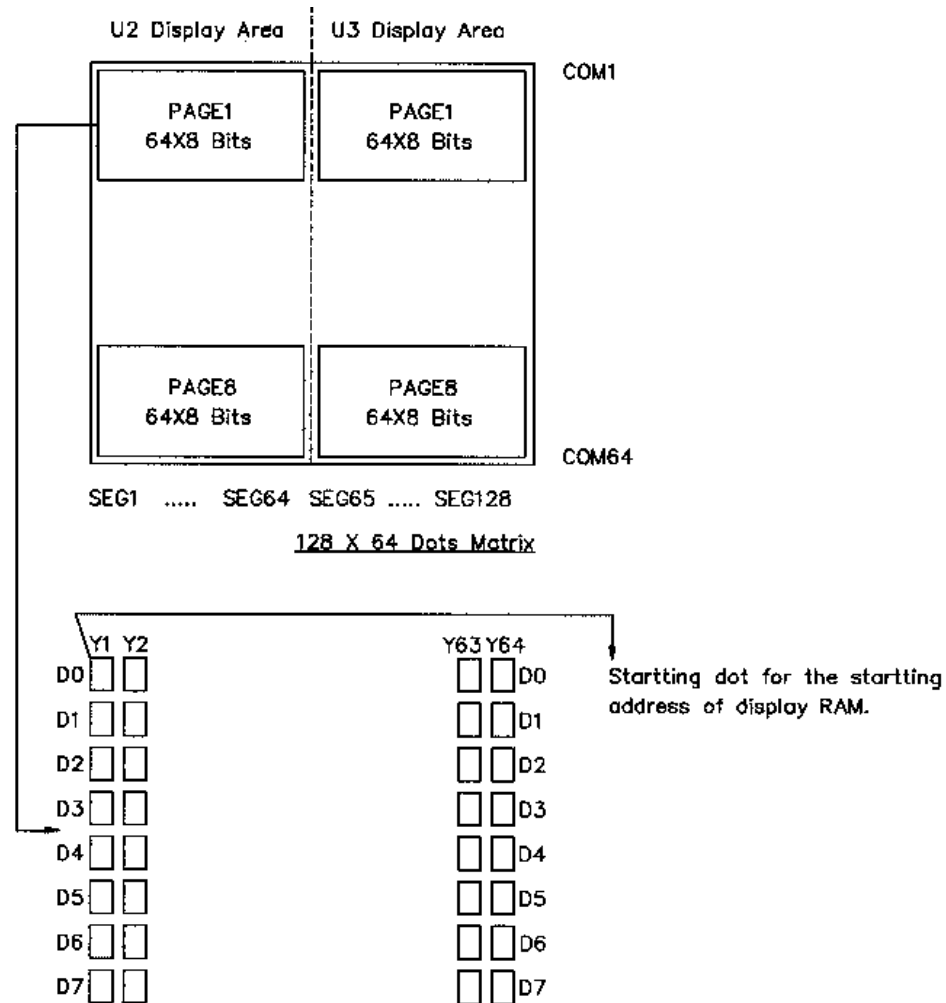 U2 Display Area U3 Display Area
COM1
PAGE1 PAGE1
64X8 Bits 64X8 Bits
PAGE8 PAGE8
64X8 Bits 64X8 Bits
COM64
SEG1 ..... SEG64 SEG65 ..... SEG128
128 X 64 Dots Matrix
Y1 Y2 Y63 Y64
D0 D0
Startting dot for the startting
address of display RAM.
D1 D1
D2 D2
D3 D3
D4 D4
D5 D5
D6 D6
D7 D7